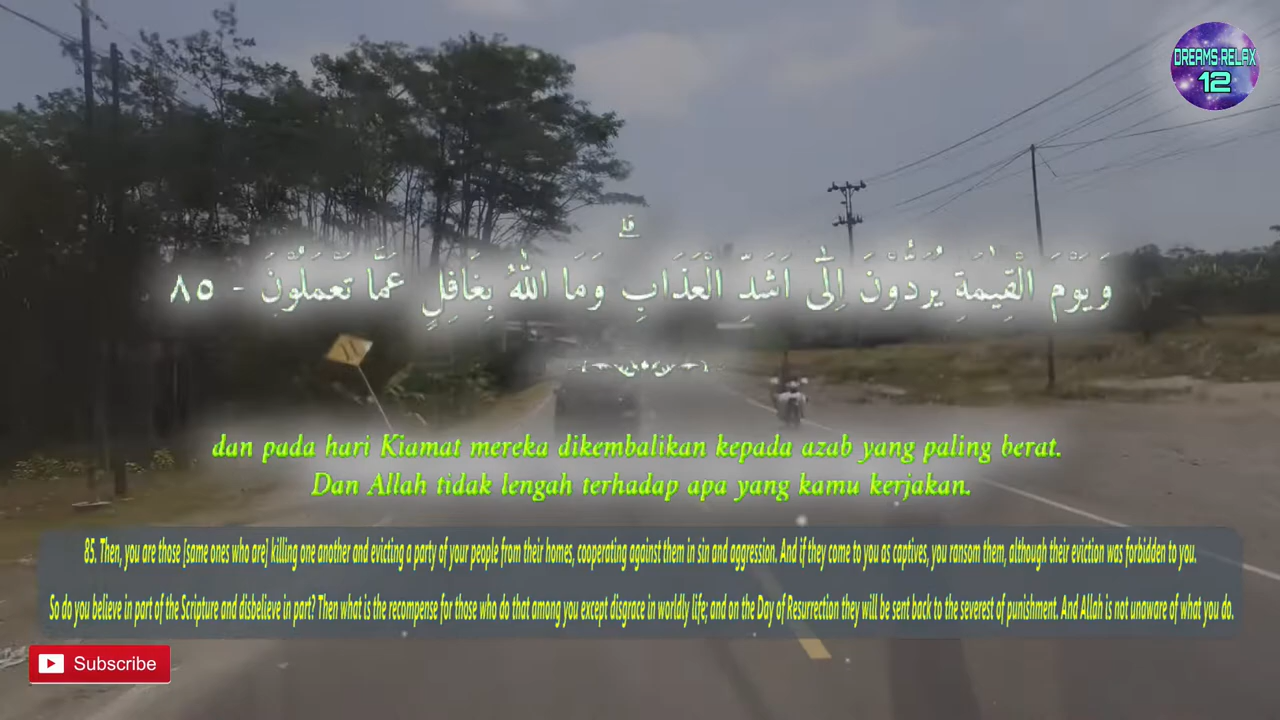 DREAMS RELAX
12
ۗ
وَيَوْمَ الْقِيٰمَةِ يُرَدُّوْنَ اِلٰٓى اَشَدِّ الْعَذَابِ وَمَا اللّٰهُ بِغَافِلٍ عَمَّا تَعْمَلُوْنَ - ٨٥
dan pada hari Kiamat mereka dikembalikan kepada azab yang paling berat.
Dan Allah tidak lengah terhadap apa yang kamu kerjakan.
85. Then, you are those [same ones who are] killing one another and evicting a party of your people from their homes, cooperating against them in sin and aggression. And if they come to you as captives, you ransom them, although their eviction was forbidden to you.
So do you believe in part of the Scripture and disbelieve in part? Then what is the recompense for those who do that among you except disgrace in worldly life; and on the Day of Resurrection they will be sent back to the severest of punishment. And Allah is not unaware of what you do.
Subscribe